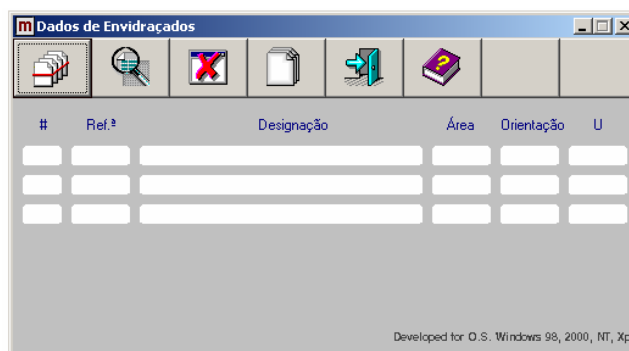 m Dados de Envidraçados
# Ref.ª Designação Área Orientação U
Developed for O.S. Windows 98, 2000, NT, Xp